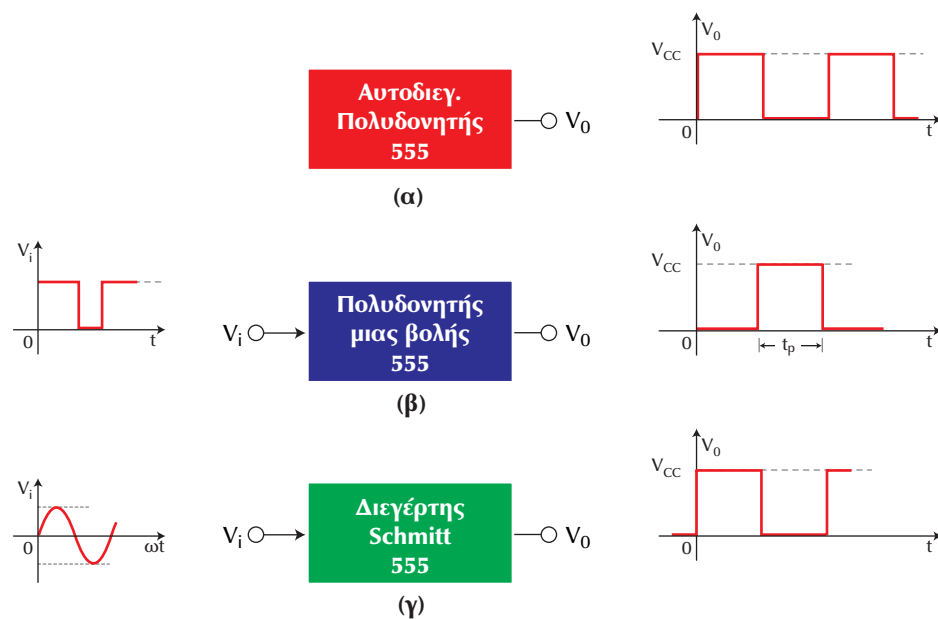 Αυτοδιεγ.
Πολυδονητής
555
V0
(α)
V0
VCC
0
t
Vi
0
t
Vi
Πολυδονητής
μιας βολής
555
V0
(β)
V0
VCC
0
tp
t
Vi
0
ωt
Vi
Διεγέρτης
Schmitt
555
V0
(γ)
V0
VCC
0
t